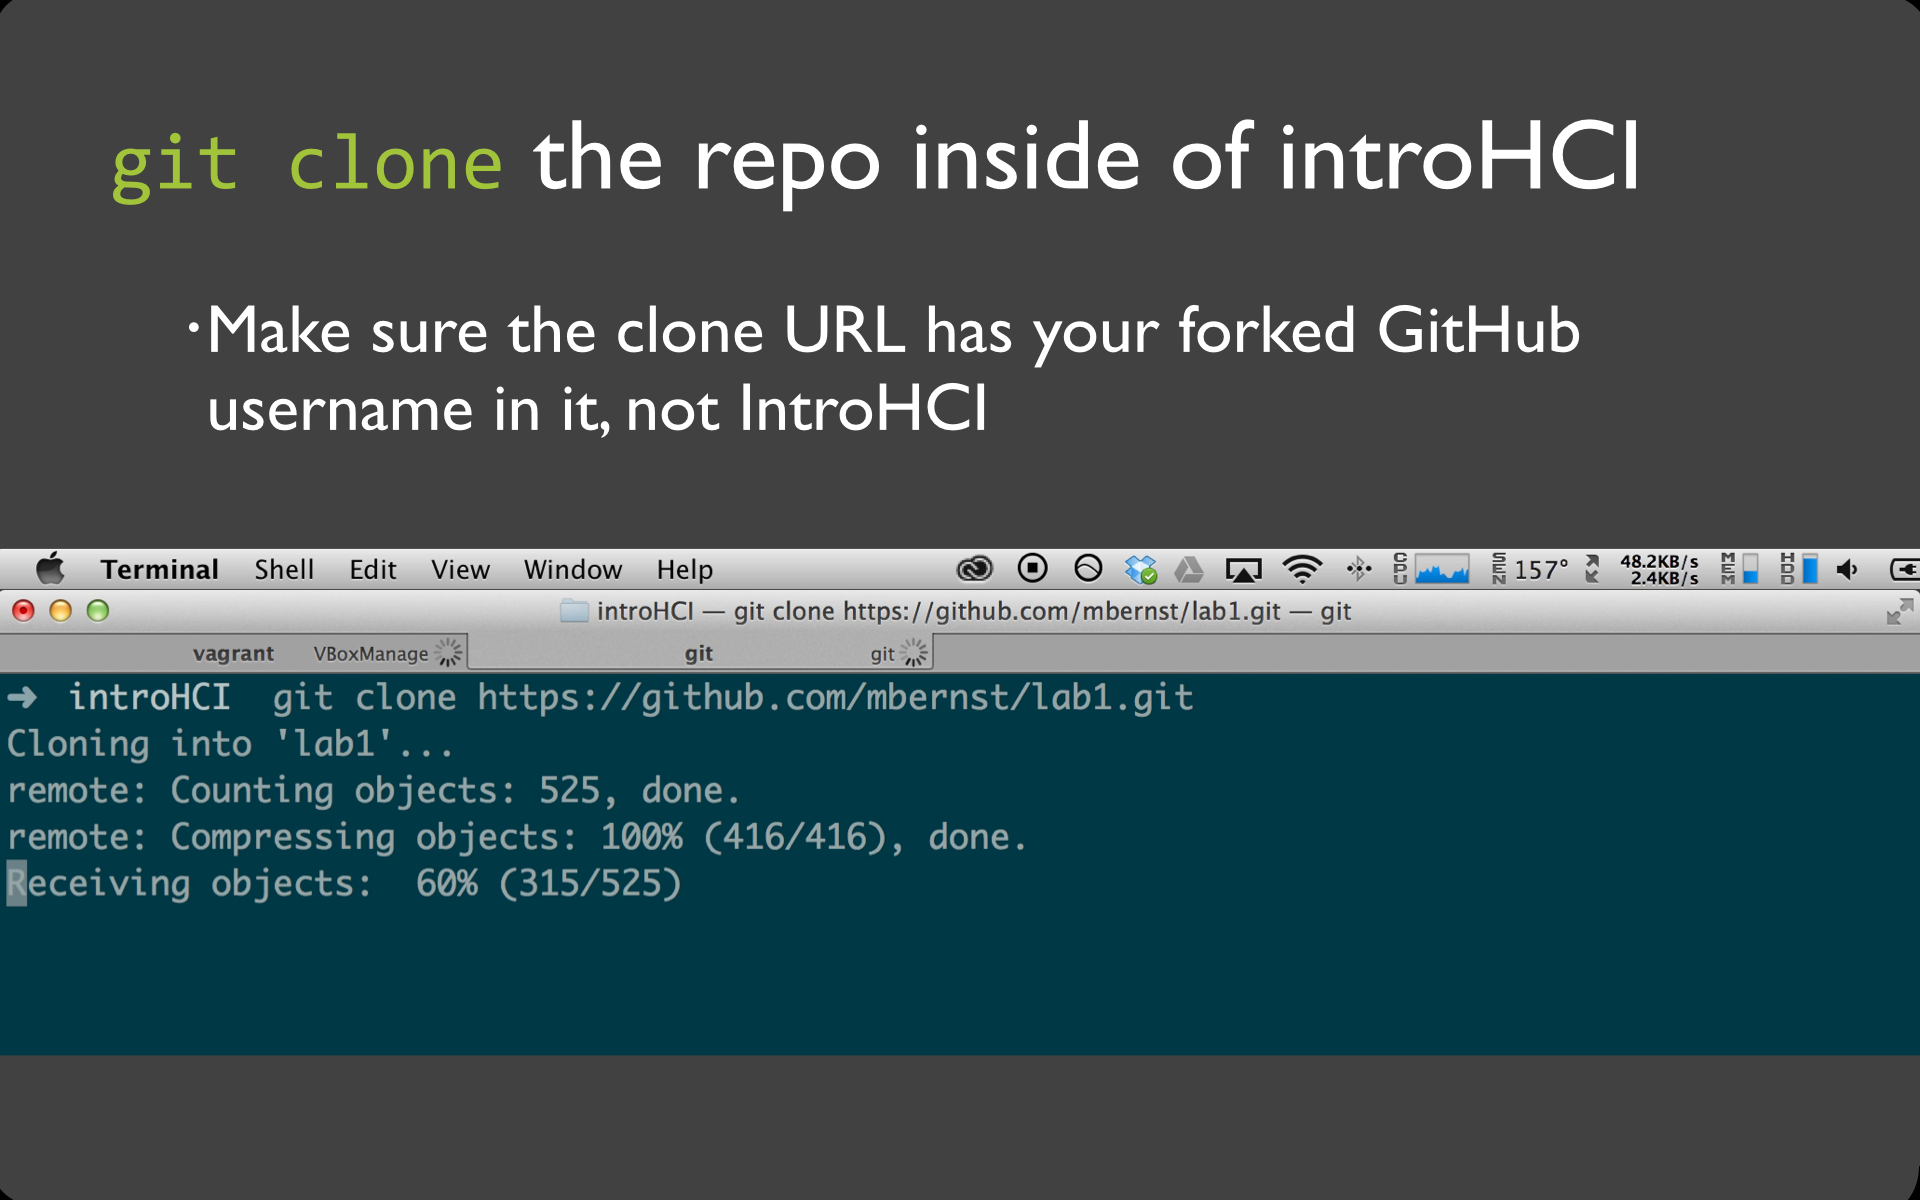 git clone the repo inside of introHCI
•Make sure the clone URL has your forked GitHub
username in it, not IntroHCI
Terminal Shell Edit View Window Help CPU SEN 157° 48.2KB/s 2.4KB/s MEM HDD
introHCI — git clone https://github.com/mbernst/lab1.git — git
vagrant VBoxManage git git
➜ introHCI git clone https://github.com/mbernst/lab1.git
Cloning into 'lab1'...
remote: Counting objects: 525, done.
remote: Compressing objects: 100% (416/416), done.
Receiving objects: 60% (315/525)